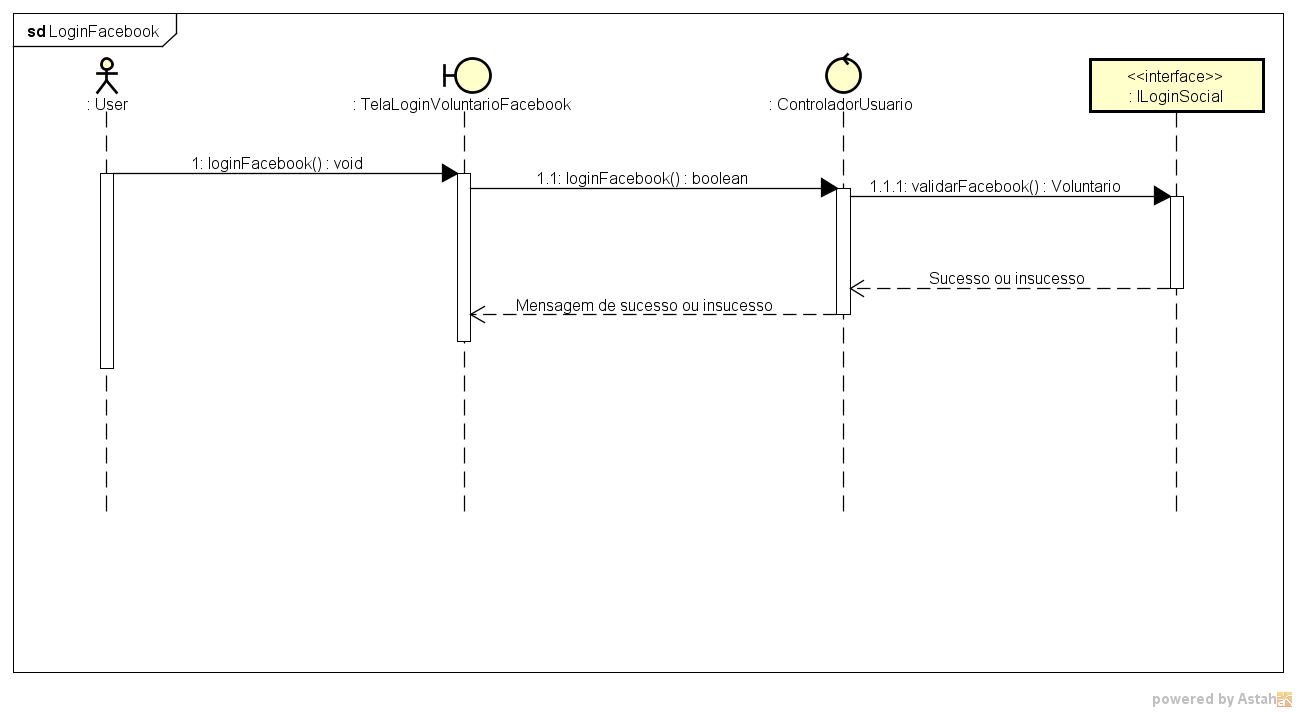 sd LoginFacebook
: User
: TelaLoginVoluntarioFacebook
: ControladorUsuario
<<interface>>
: ILoginSocial
1: loginFacebook() : void
1.1: loginFacebook() : boolean
1.1.1: validarFacebook() : Voluntario
Sucesso ou insucesso
Mensagem de sucesso ou insucesso
powered by Astah